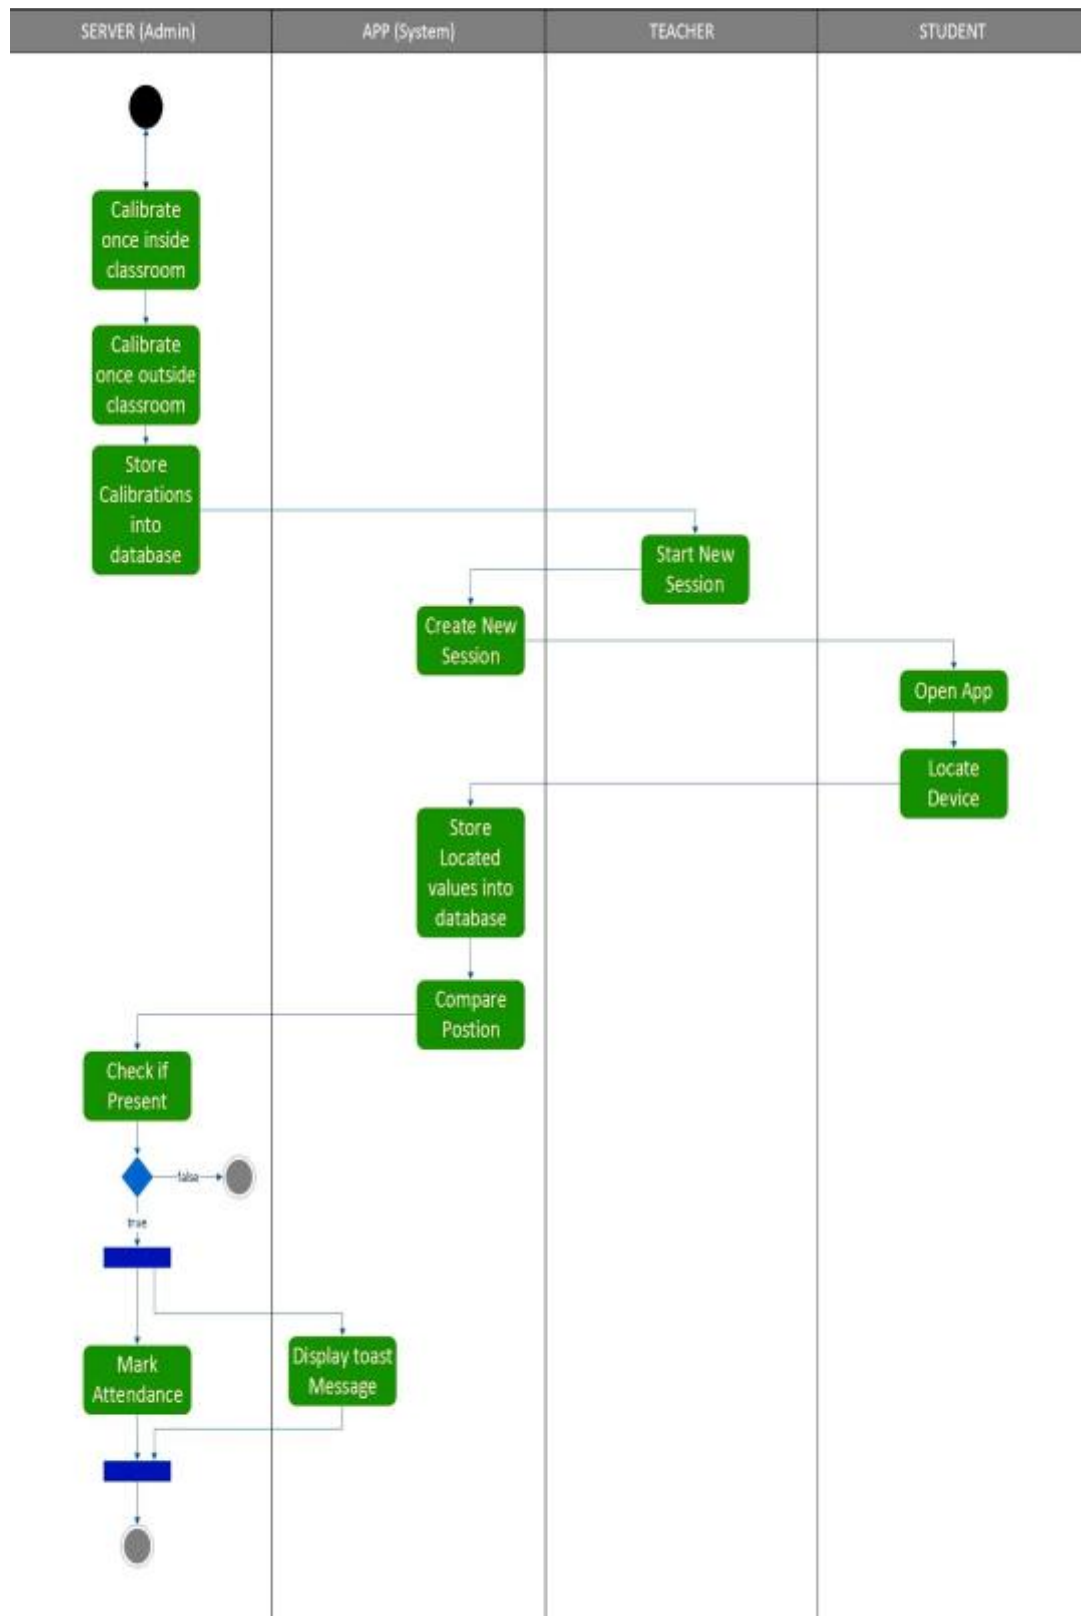 SERVER (Admin)
APP (System)
TEACHER
STUDENT
Calibrate
once inside
classroom
Calibrate
once outside
classroom
Store
Calibrations
into
database
Start New
Session
Create New
Session
Open App
Locate
Device
Store
Located
values into
database
Compare
Postion
Check if
Present
false
true
Mark
Attendance
Display toast
Message